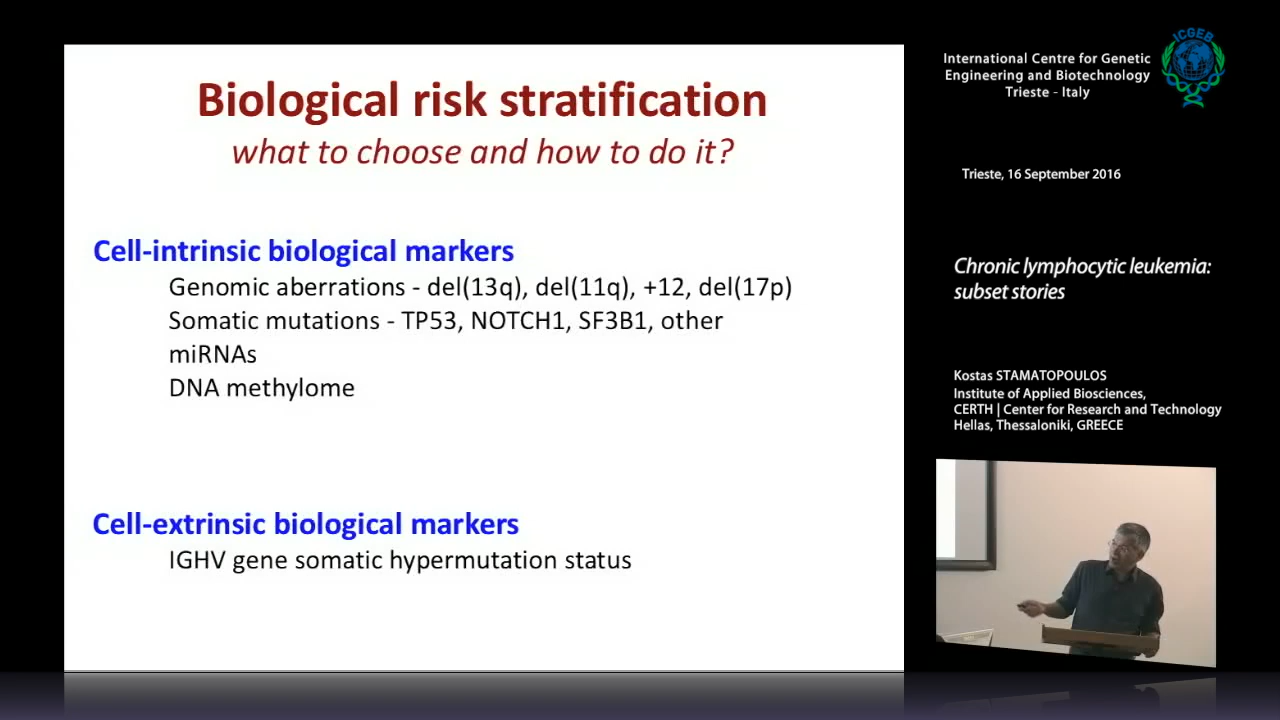 Biological risk stratification
what to choose and how to do it?
Cell-intrinsic biological markers
Genomic aberrations - del(13q), del(11q), +12, del(17p)
Somatic mutations - TP53, NOTCH1, SF3B1, other
miRNAs
DNA methylome
Cell-extrinsic biological markers
IGHV gene somatic hypermutation status
International Centre for Genetic
Engineering and Biotechnology
Trieste - Italy
ICGEB
Trieste, 16 September 2016
Chronic lymphocytic leukemia:
subset stories
Kostas STAMATOPOULOS
Institute of Applied Biosciences,
CERTH | Center for Research and Technology
Hellas, Thessaloniki, GREECE